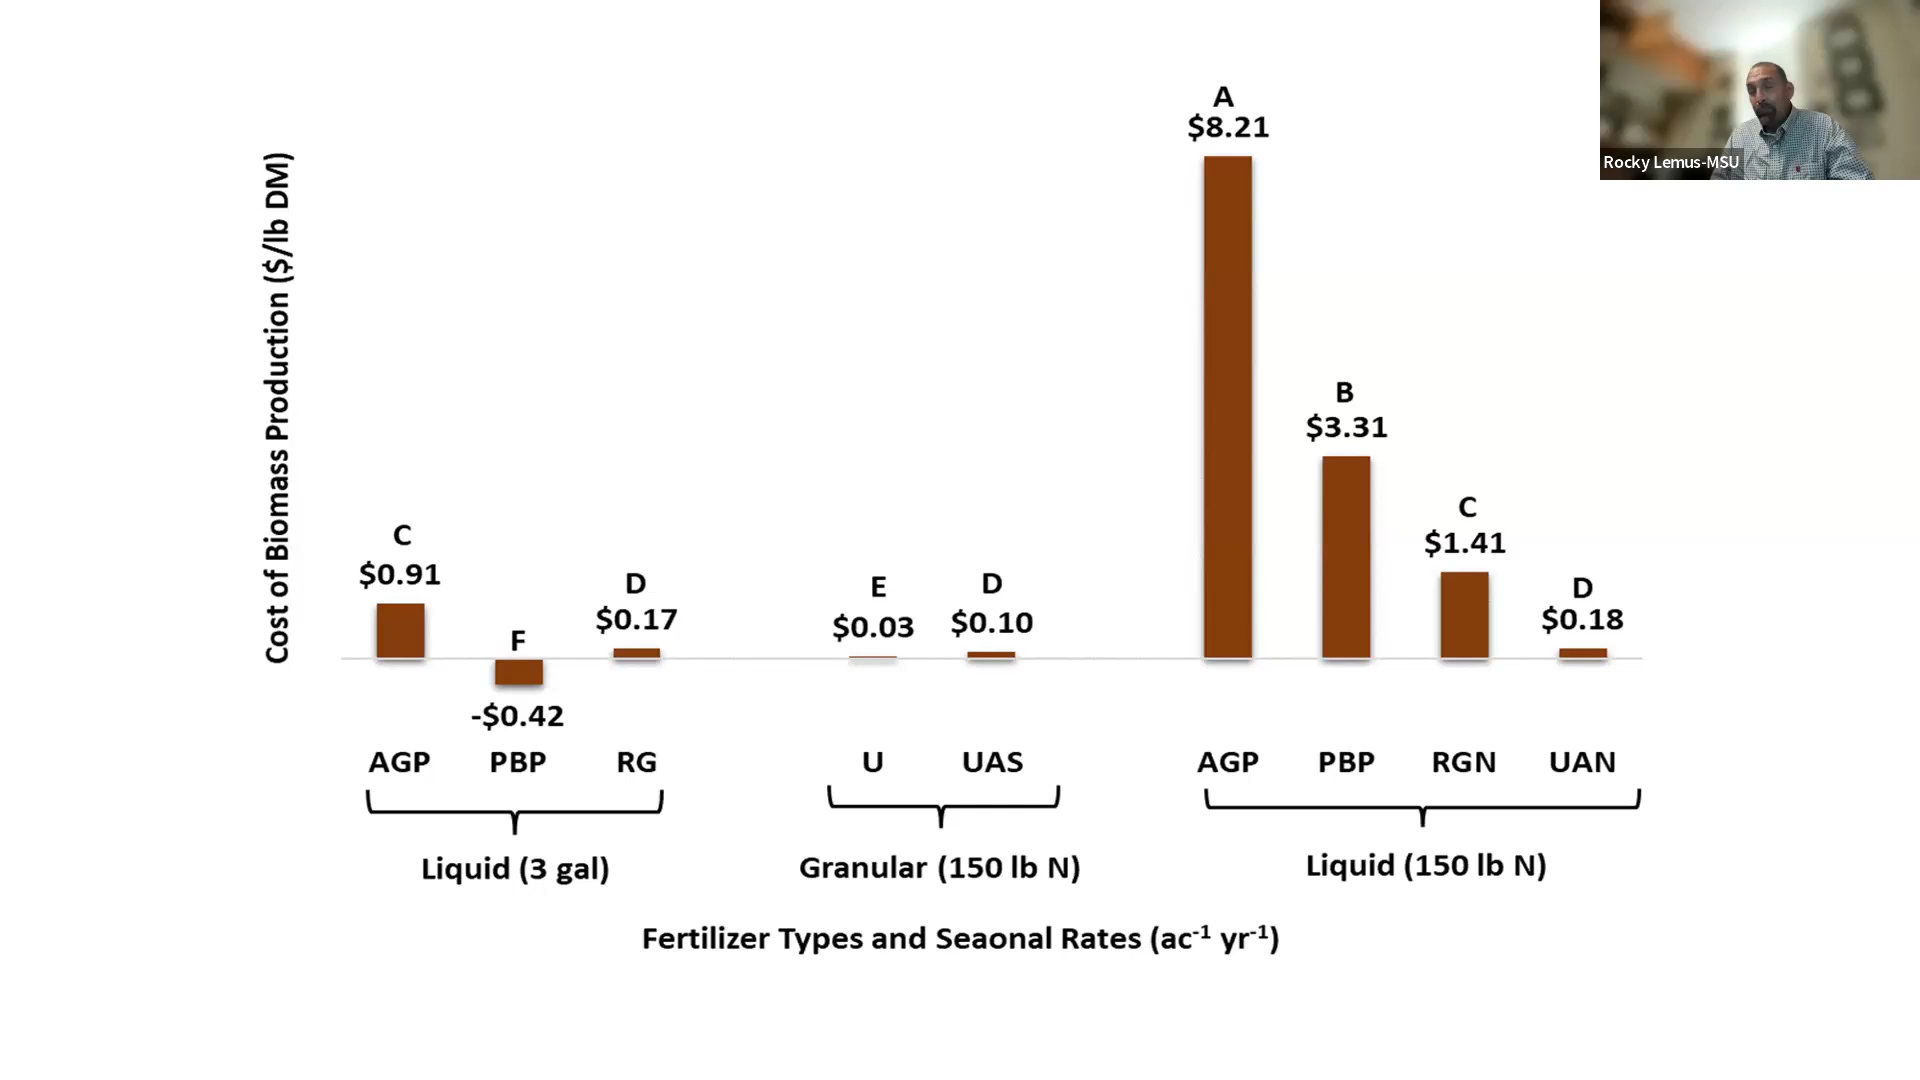 Rocky Lemus-MSU
Cost of Biomass Production ($/lb DM)
C
$0.91
F
-$0.42
D
$0.17
E
$0.03
D
$0.10
A
$8.21
B
$3.31
C
$1.41
D
$0.18
AGP PBP RG U UAS AGP PBP RGN UAN
Liquid (3 gal) Granular (150 lb N) Liquid (150 lb N)
Fertilizer Types and Seaonal Rates (ac⁻¹ yr⁻¹)